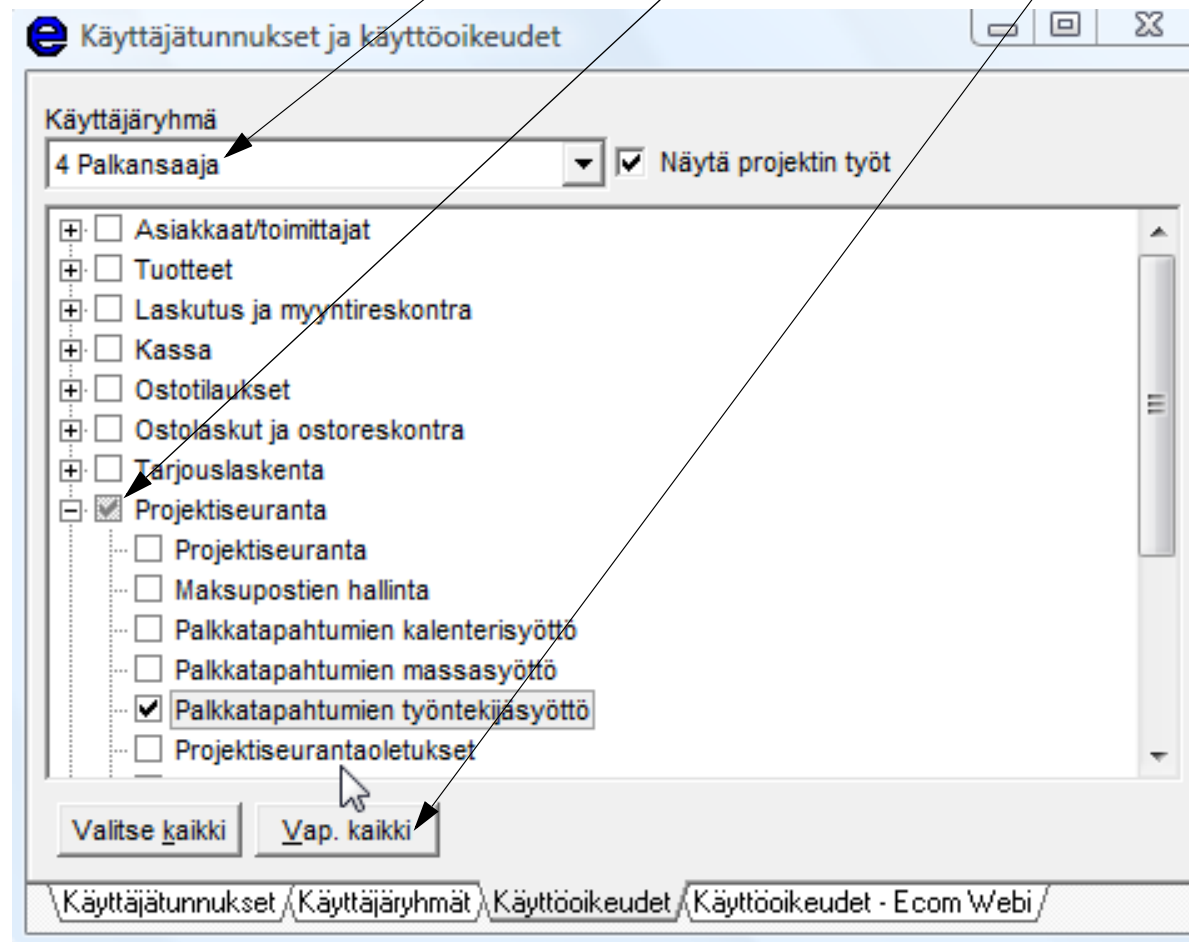 Käyttäjätunnukset ja käyttöoikeudet
Käyttäjäryhmä
4 Palkansaaja
Näytä projektin työt
Asiakkaat/toimittajat
Tuotteet
Laskutus ja myyntireskontra
Kassa
Ostotilaukset
Ostolaskut ja ostoreskontra
Tarjouslaskenta
Projektiseuranta
Projektiseuranta
Maksupostien hallinta
Palkkatapahtumien kalenterisyöttö
Palkkatapahtumien massasyöttö
Palkkatapahtumien työntekijäsyöttö
Projektiseurantaoletukset
Valitse kaikki Vap. kaikki
Käyttäjätunnukset Käyttäjäryhmät Käyttöoikeudet Käyttöoikeudet - Ecom Webi